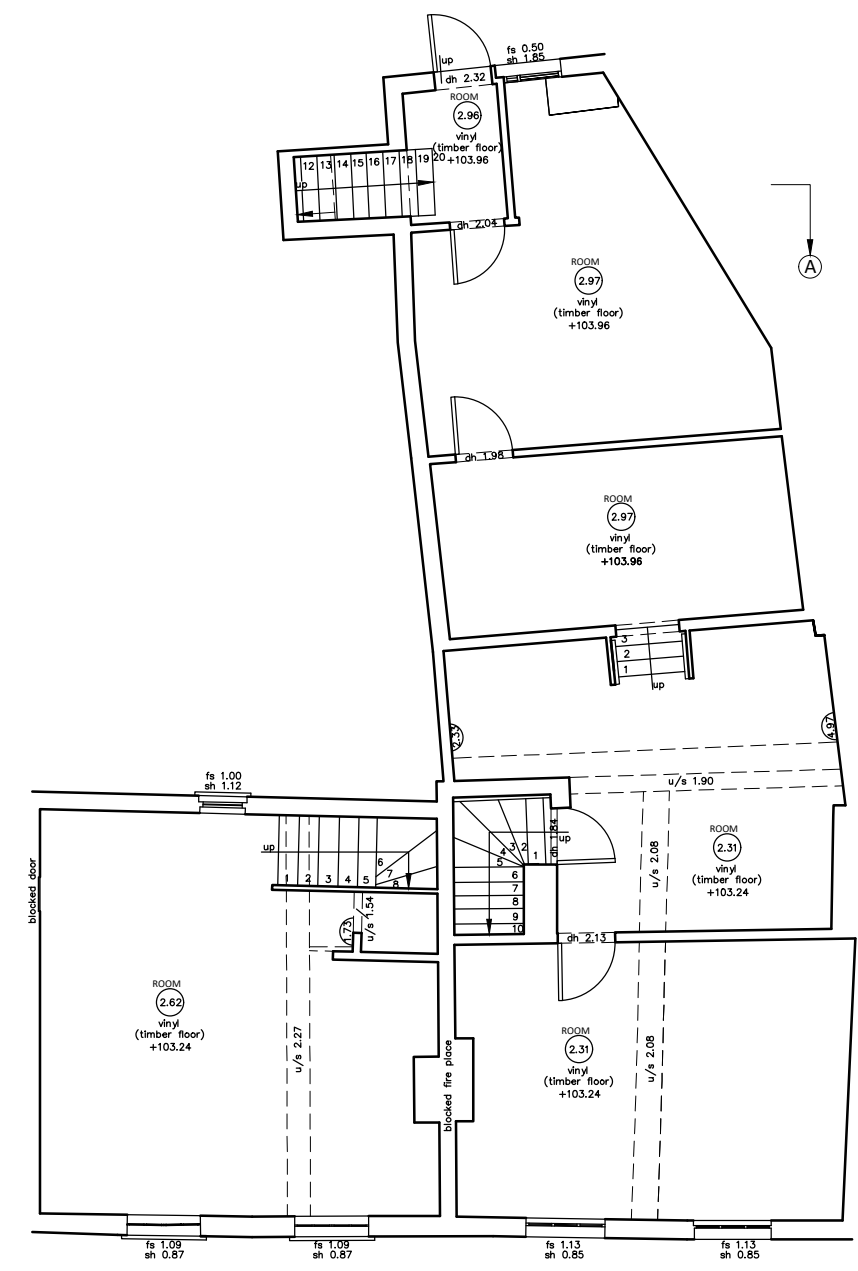 up
fs 0.50
sh 1.85
dh 2.32
ROOM
2.96
vinyl
(timber floor)
+103.96
12 13 14 15 16 17 18 19 20
up
dh 2.04
A
ROOM
2.97
vinyl
(timber floor)
+103.96
dh 1.98
ROOM
2.97
vinyl
(timber floor)
+103.96
3
2
1
up
2.33
4.97
u/s 1.90
fs 1.00
sh 1.12
up
1 2 3 4 5 6 7 8
blocked door
u/s 1.54
1.73
4 3 2 1
5
6
7
8
9
10
dh 1.84
up
u/s 2.08
ROOM
2.31
vinyl
(timber floor)
+103.24
dh 2.13
ROOM
2.62
vinyl
(timber floor)
+103.24
u/s 2.27
blocked fire place
ROOM
2.31
vinyl
(timber floor)
+103.24
u/s 2.08
fs 1.09
sh 0.87
fs 1.09
sh 0.87
fs 1.13
sh 0.85
fs 1.13
sh 0.85